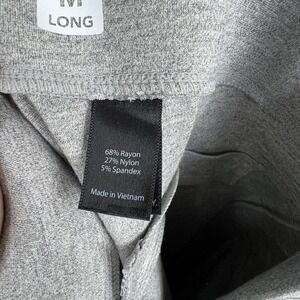 M
LONG
68% Rayon
27% Nylon
5% Spandex
Made in Vietnam